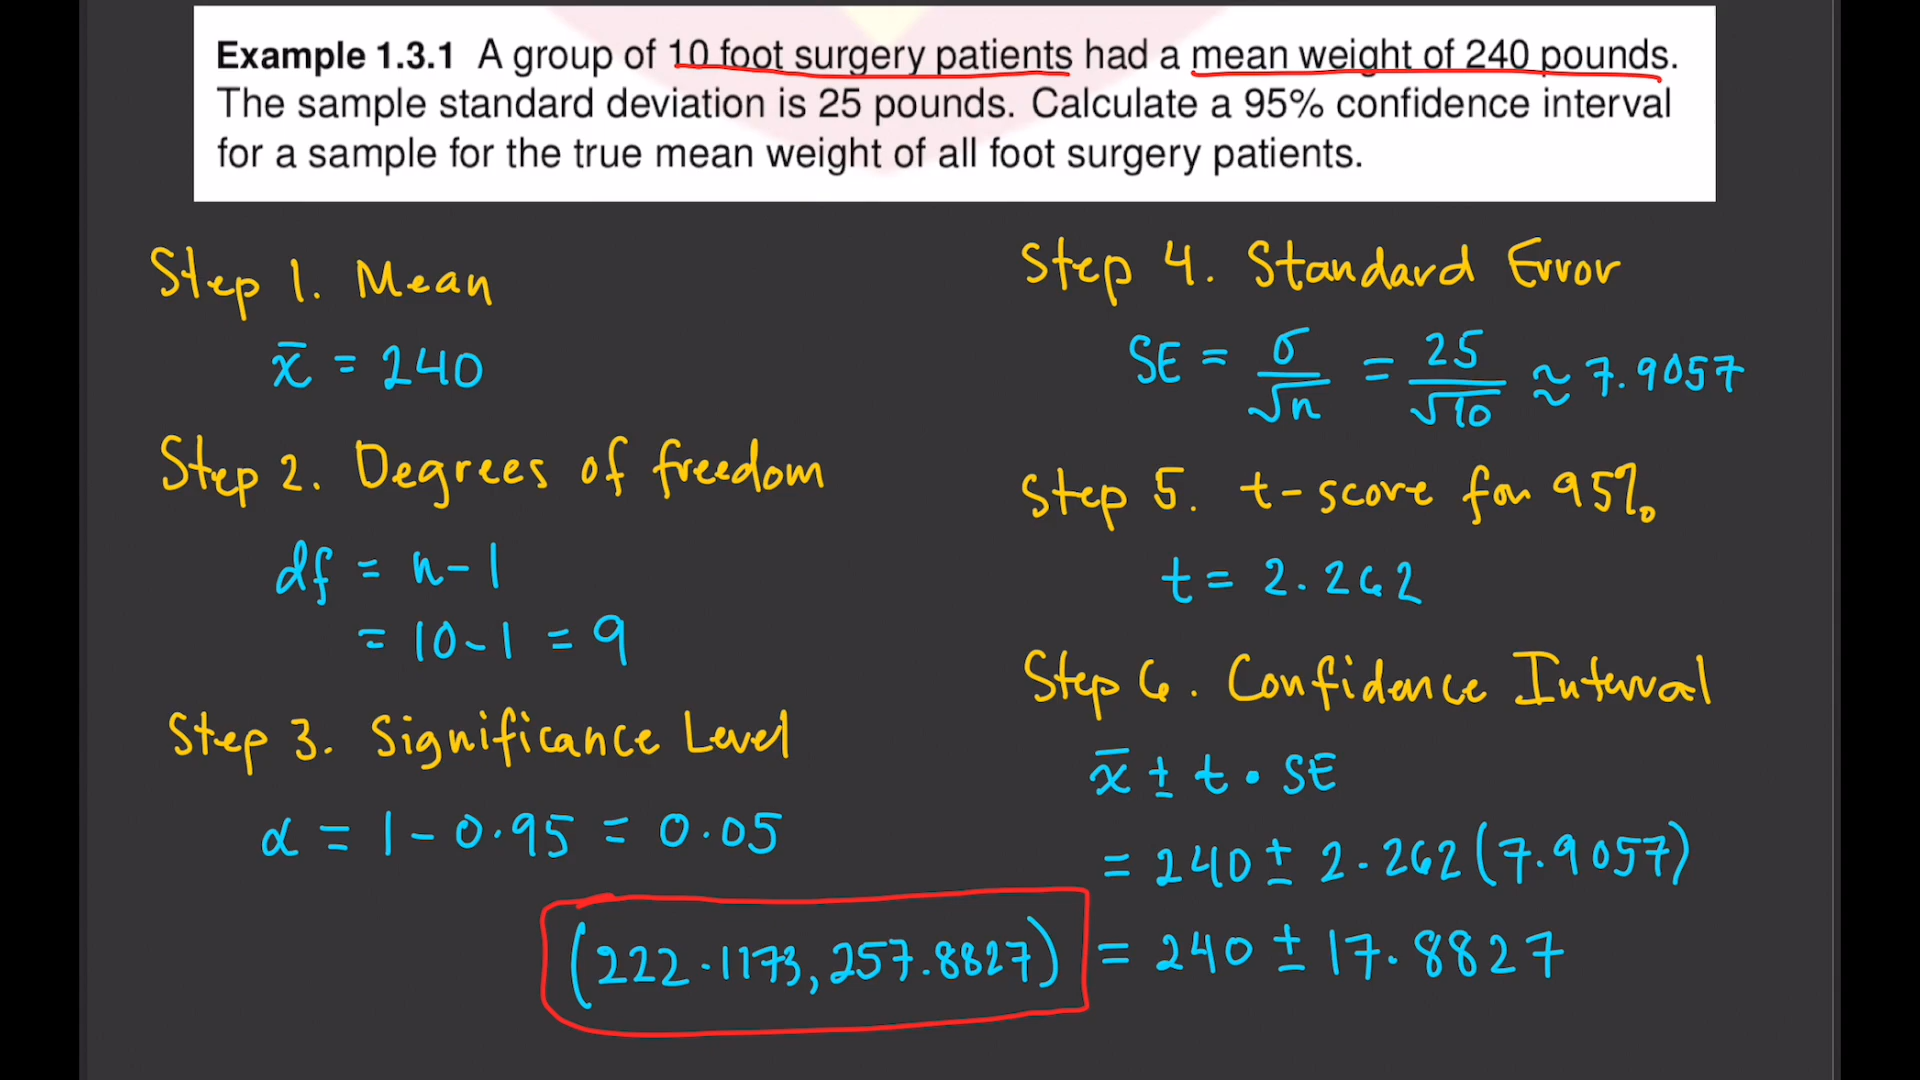 Example 1.3.1 A group of 10 foot surgery patients had a mean weight of 240 pounds.
The sample standard deviation is 25 pounds. Calculate a 95% confidence interval
for a sample for the true mean weight of all foot surgery patients.
Step 1. Mean
x̄ = 240
Step 2. Degrees of freedom
df = n-1
= 10-1 = 9
Step 3. Significance Level
α = 1 - 0.95 = 0.05
Step 4. Standard Error
SE = σ/√n = 25/√10 ≈ 7.9057
Step 5. t-score for 95%
t = 2.262
Step 6. Confidence Interval
x̄ ± t • SE
= 240 ± 2.262(7.9057)
= 240 ± 17.8827
(222.1173, 257.8827)